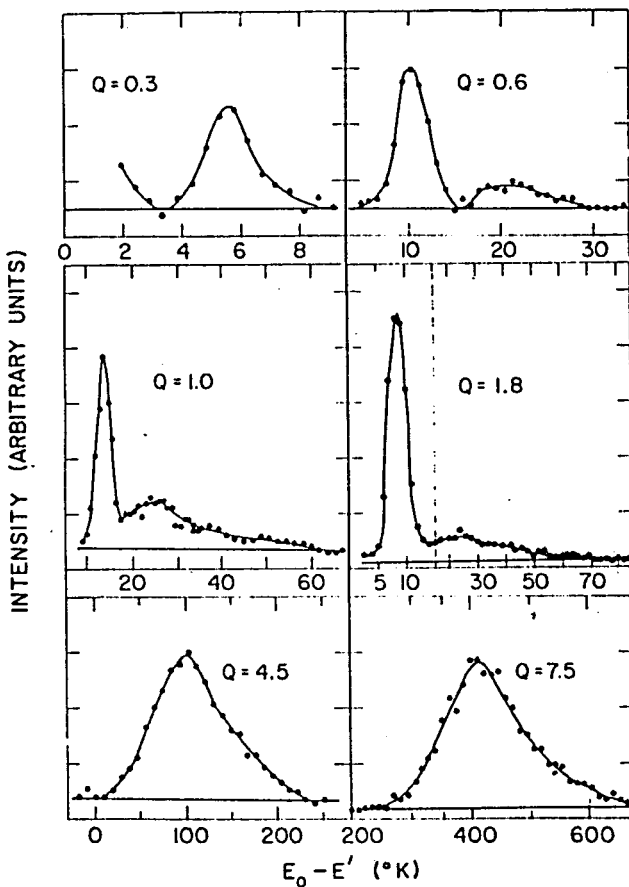 Q = 0.3
Q = 0.6
0 2 4 6 8
10 20 30
INTENSITY (ARBITRARY UNITS)
Q = 1.0
Q = 1.8
20 40 60
5 10 30 50 70
Q = 4.5
Q = 7.5
0 100 200
200 400 600
E₀ – E′ (°K)